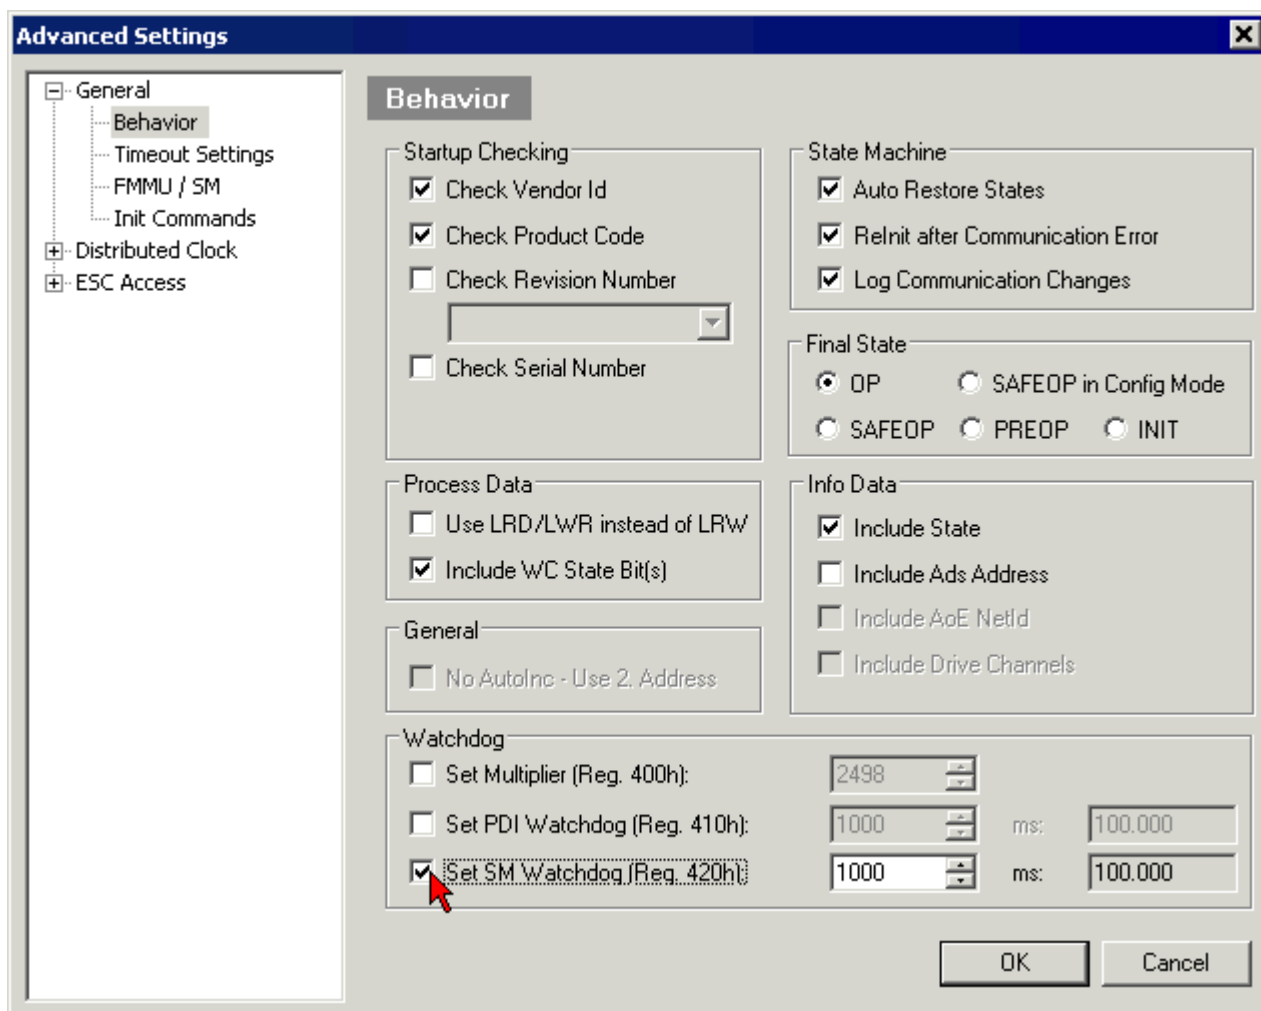 Advanced Settings
General
Behavior
Timeout Settings
FMMU / SM
Init Commands
Distributed Clock
ESC Access
Behavior
Startup Checking
Check Vendor Id
Check Product Code
Check Revision Number
Check Serial Number
State Machine
Auto Restore States
ReInit after Communication Error
Log Communication Changes
Final State
OP SAFEOP in Config Mode
SAFEOP PREOP INIT
Process Data
Use LRD/LWR instead of LRW
Include WC State Bit(s)
Info Data
Include State
Include Ads Address
Include AoE NetId
Include Drive Channels
General
No AutoInc - Use 2. Address
Watchdog
Set Multiplier (Reg. 400h): 2498
Set PDI Watchdog (Reg. 410h): 1000 ms: 100.000
Set SM Watchdog (Reg. 420h): 1000 ms: 100.000
OK Cancel